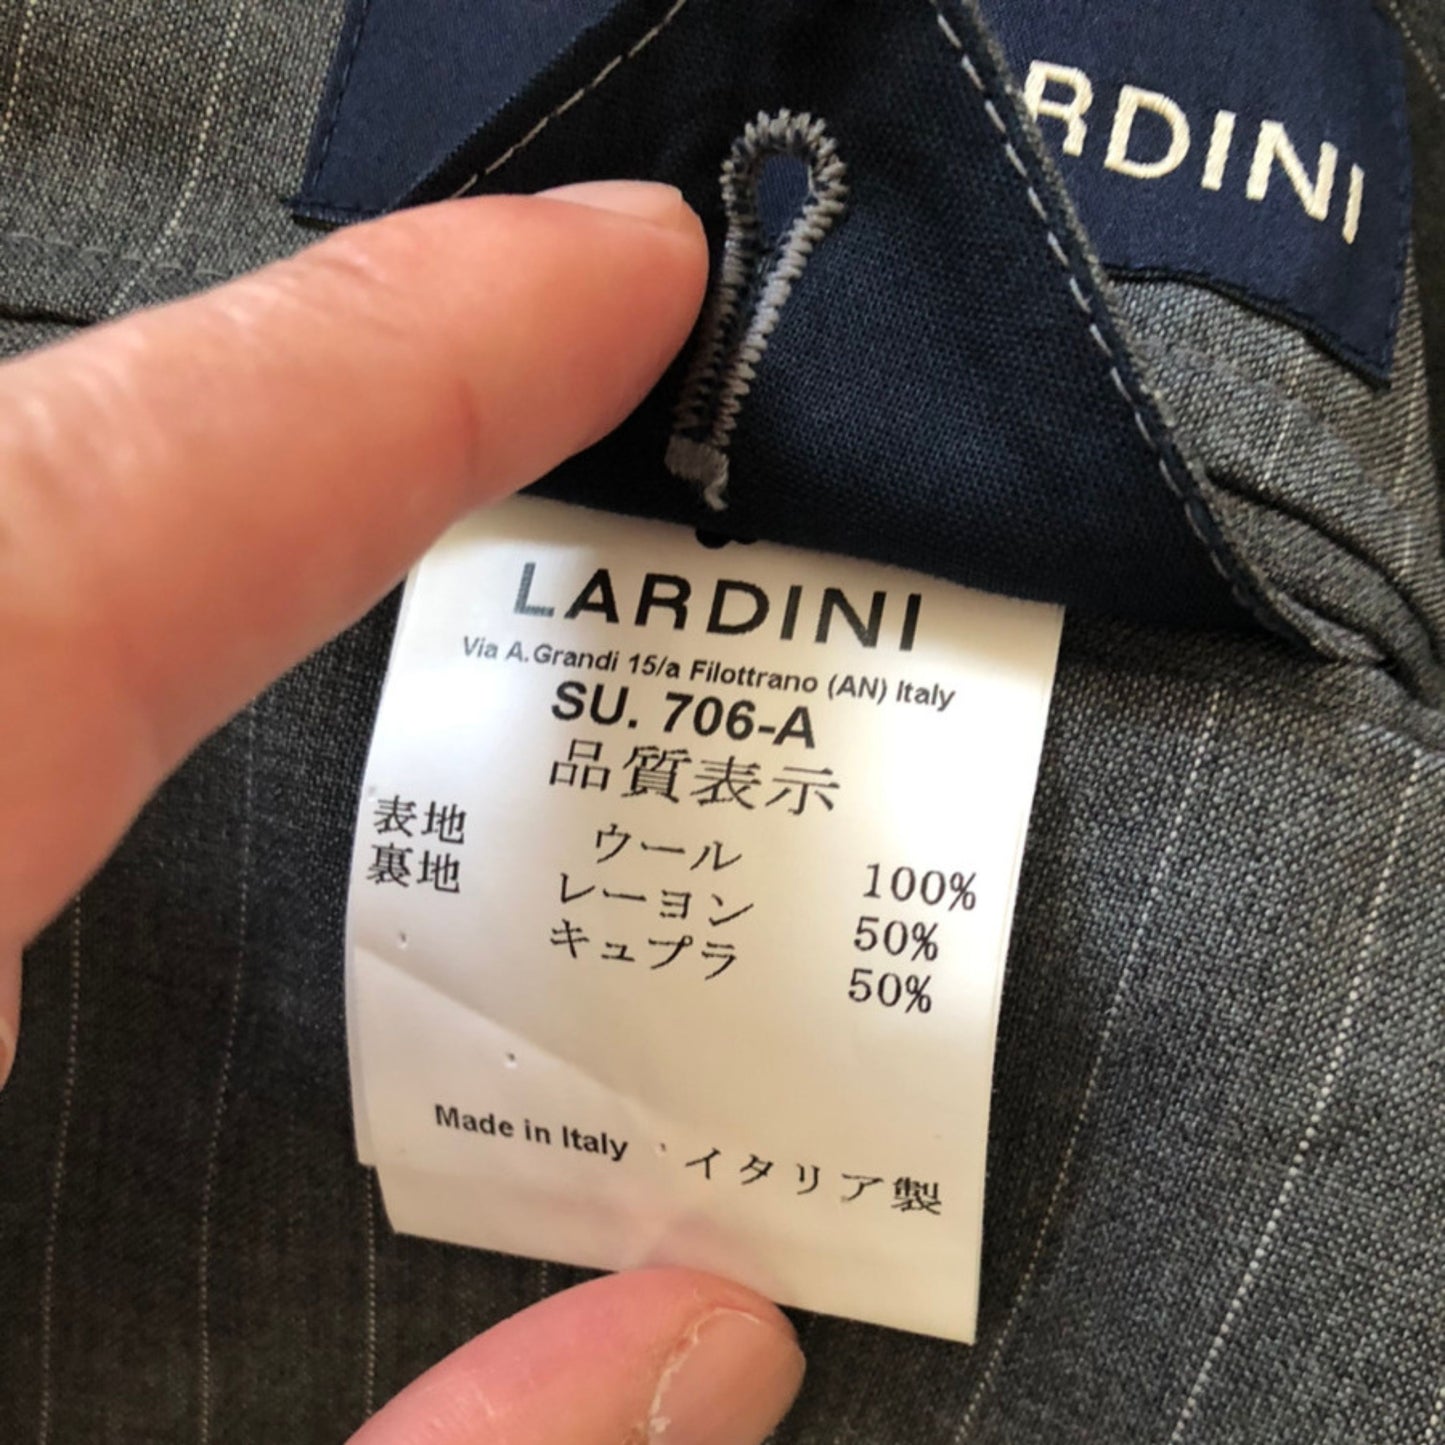 RDINI
LARDINI
Via A.Grandi 15/a Filottrano (AN) Italy
SU. 706-A
品質表示
表地 ウール 100%
裏地 レーヨン 50%
キュプラ 50%
Made in Italy イタリア製